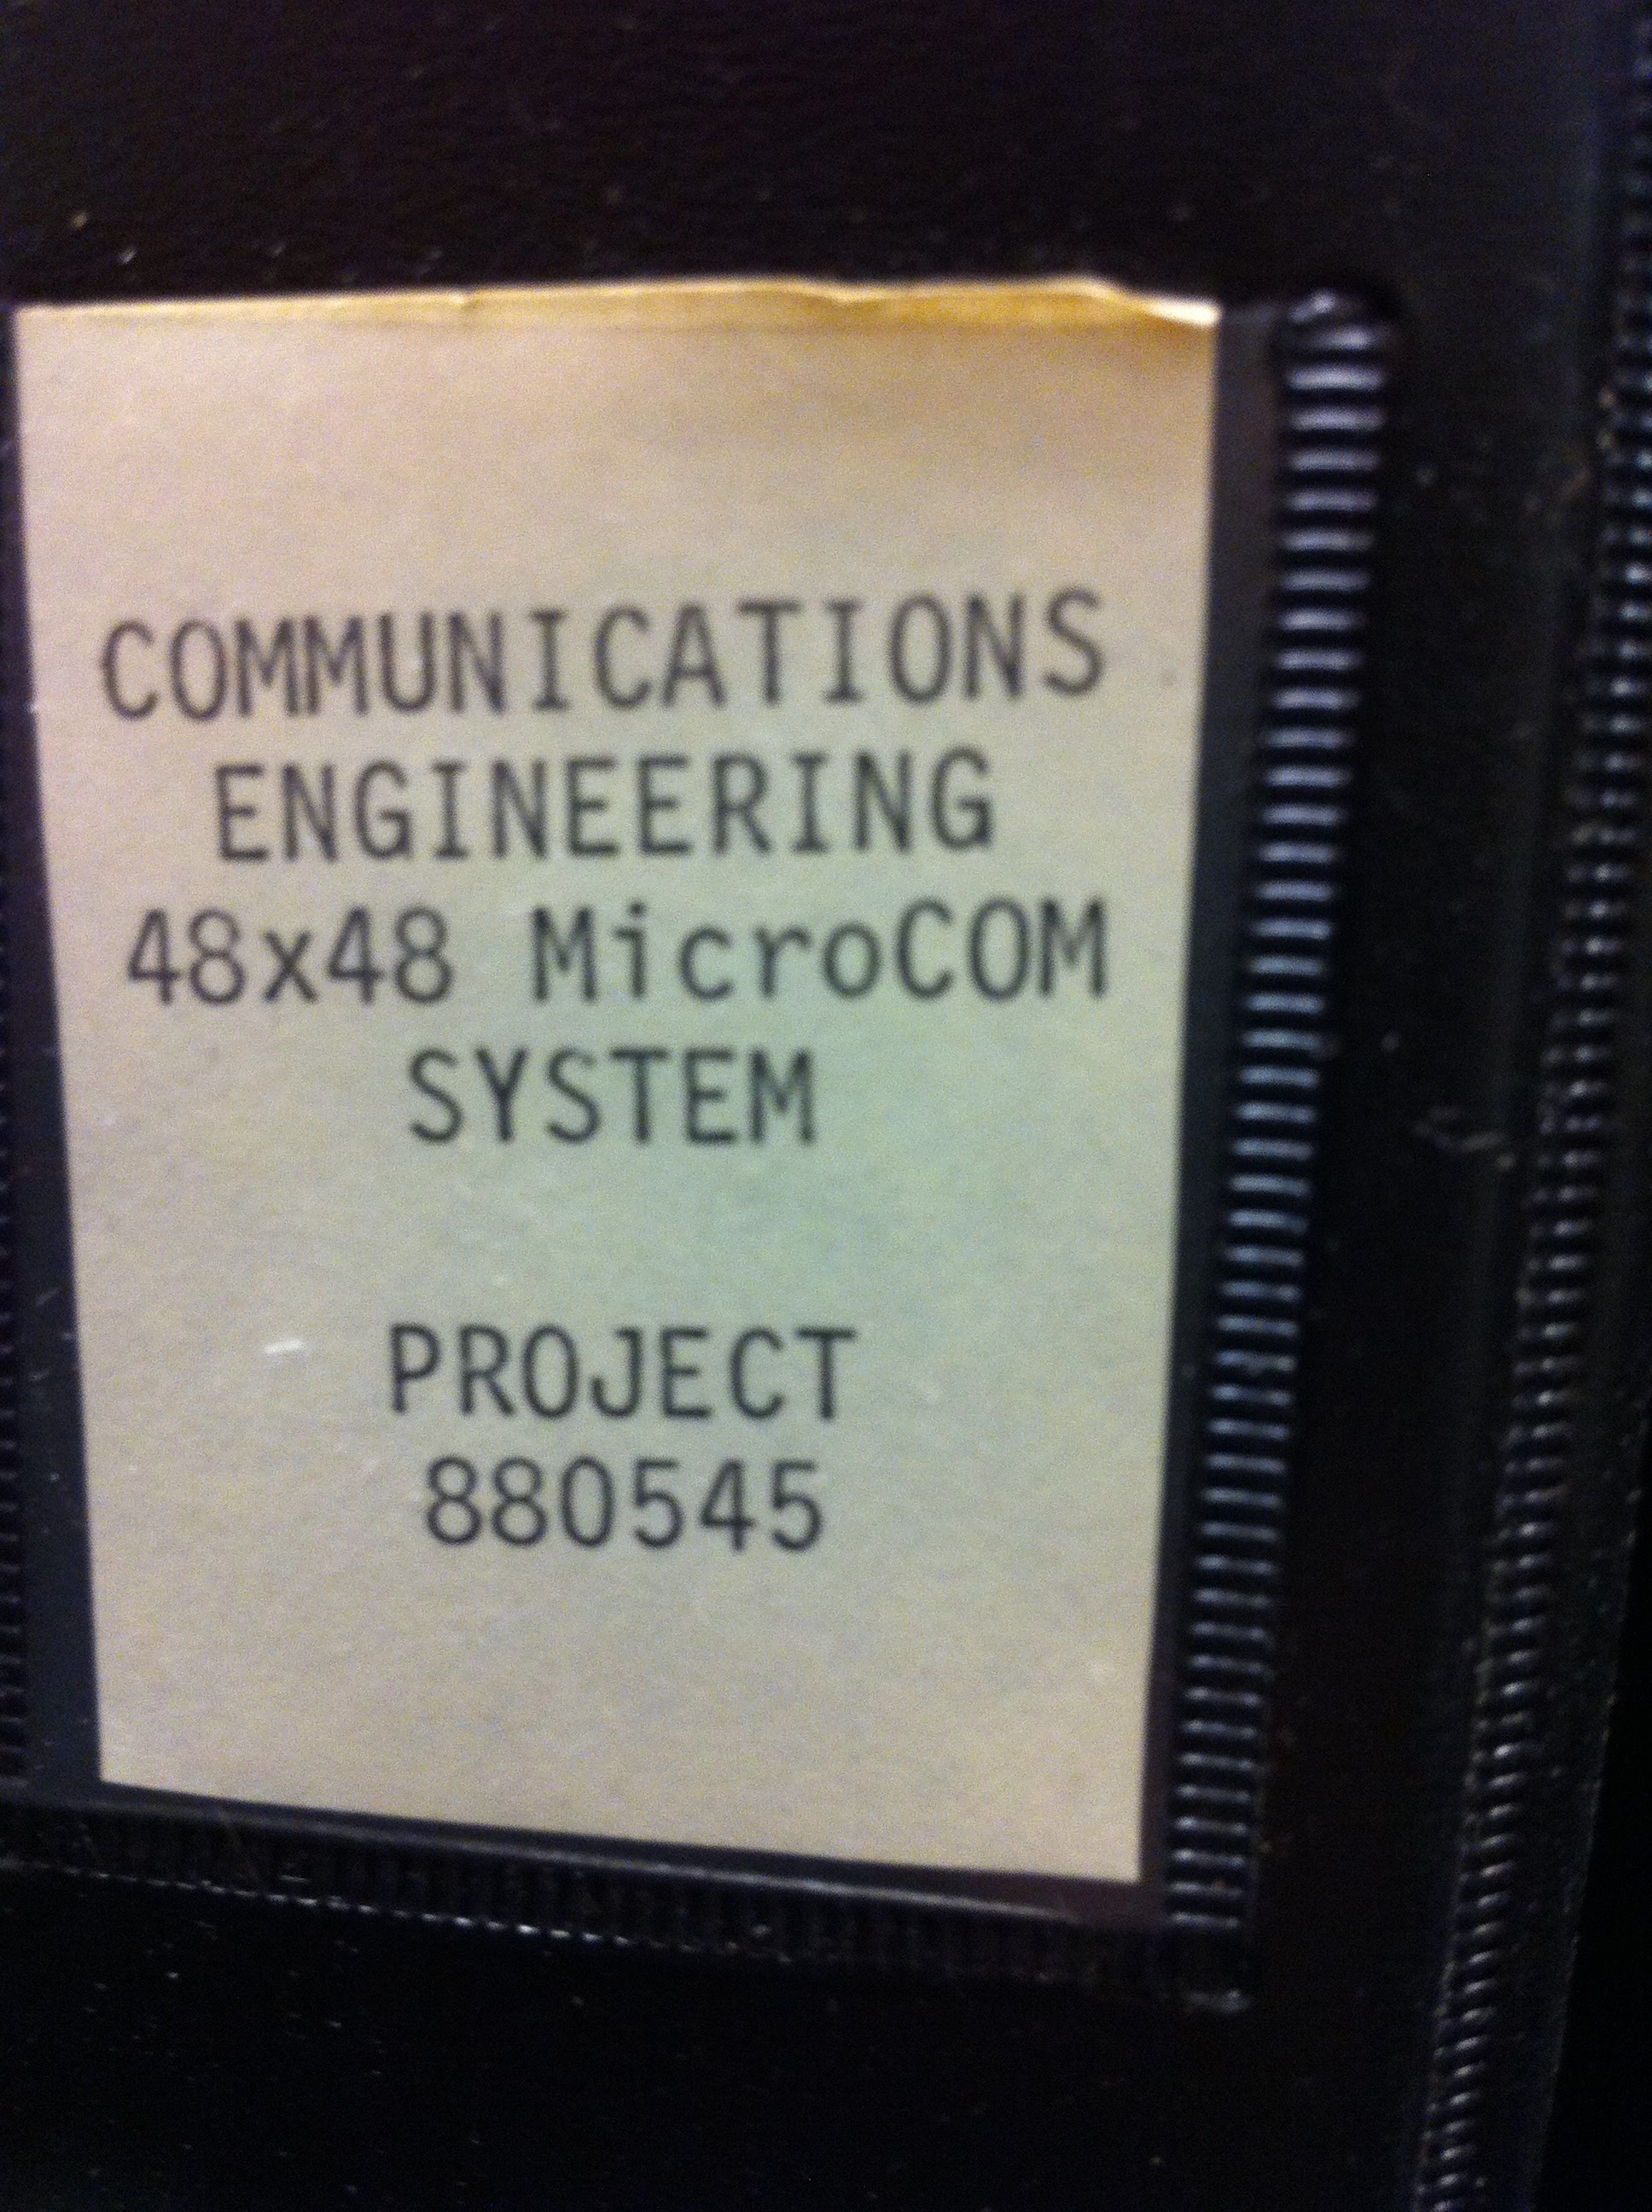 COMMUNICATIONS
ENGINEERING
48x48 MicroCOM
SYSTEM
PROJECT
880545